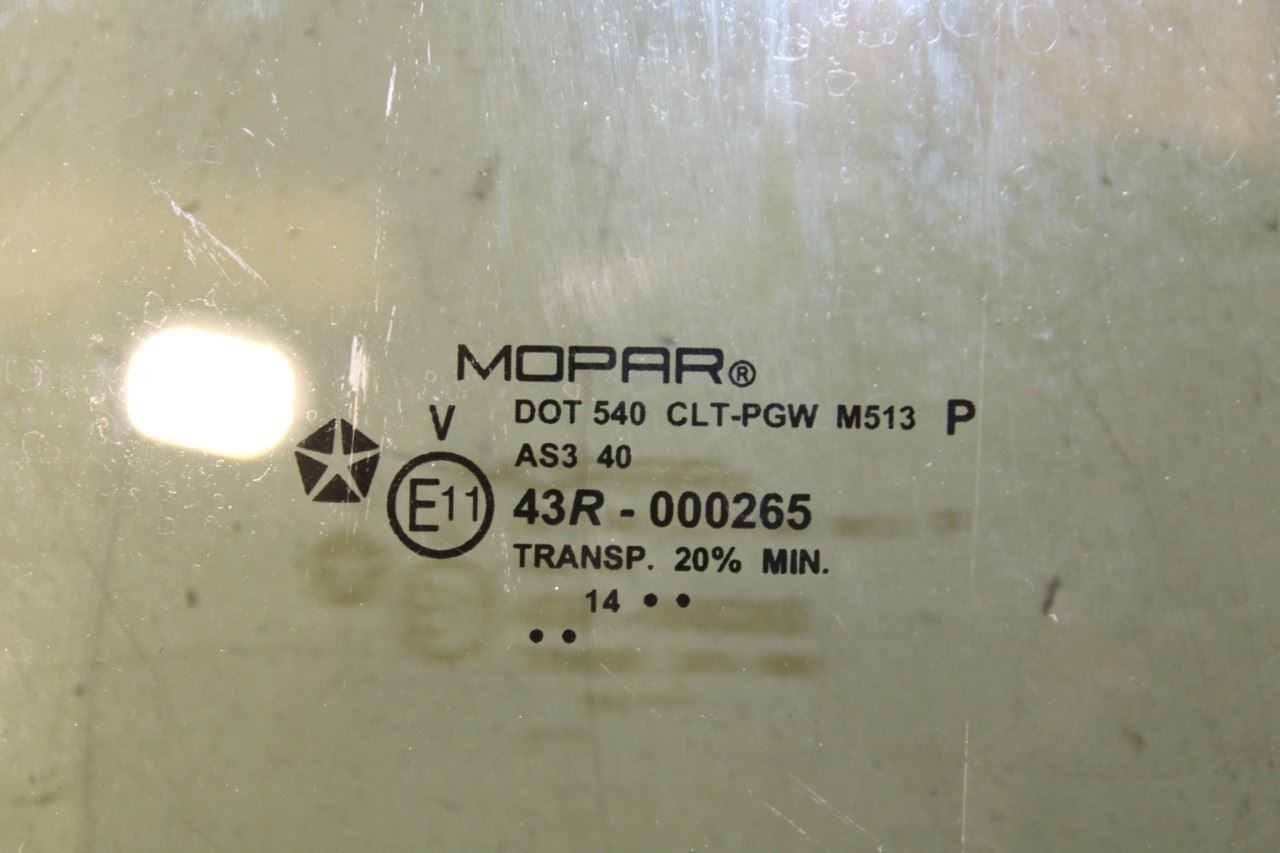 MOPAR®
V DOT 540 CLT-PGW M513 P
AS3 40
E11 43R - 000265
TRANSP. 20% MIN.
14 • •
• •